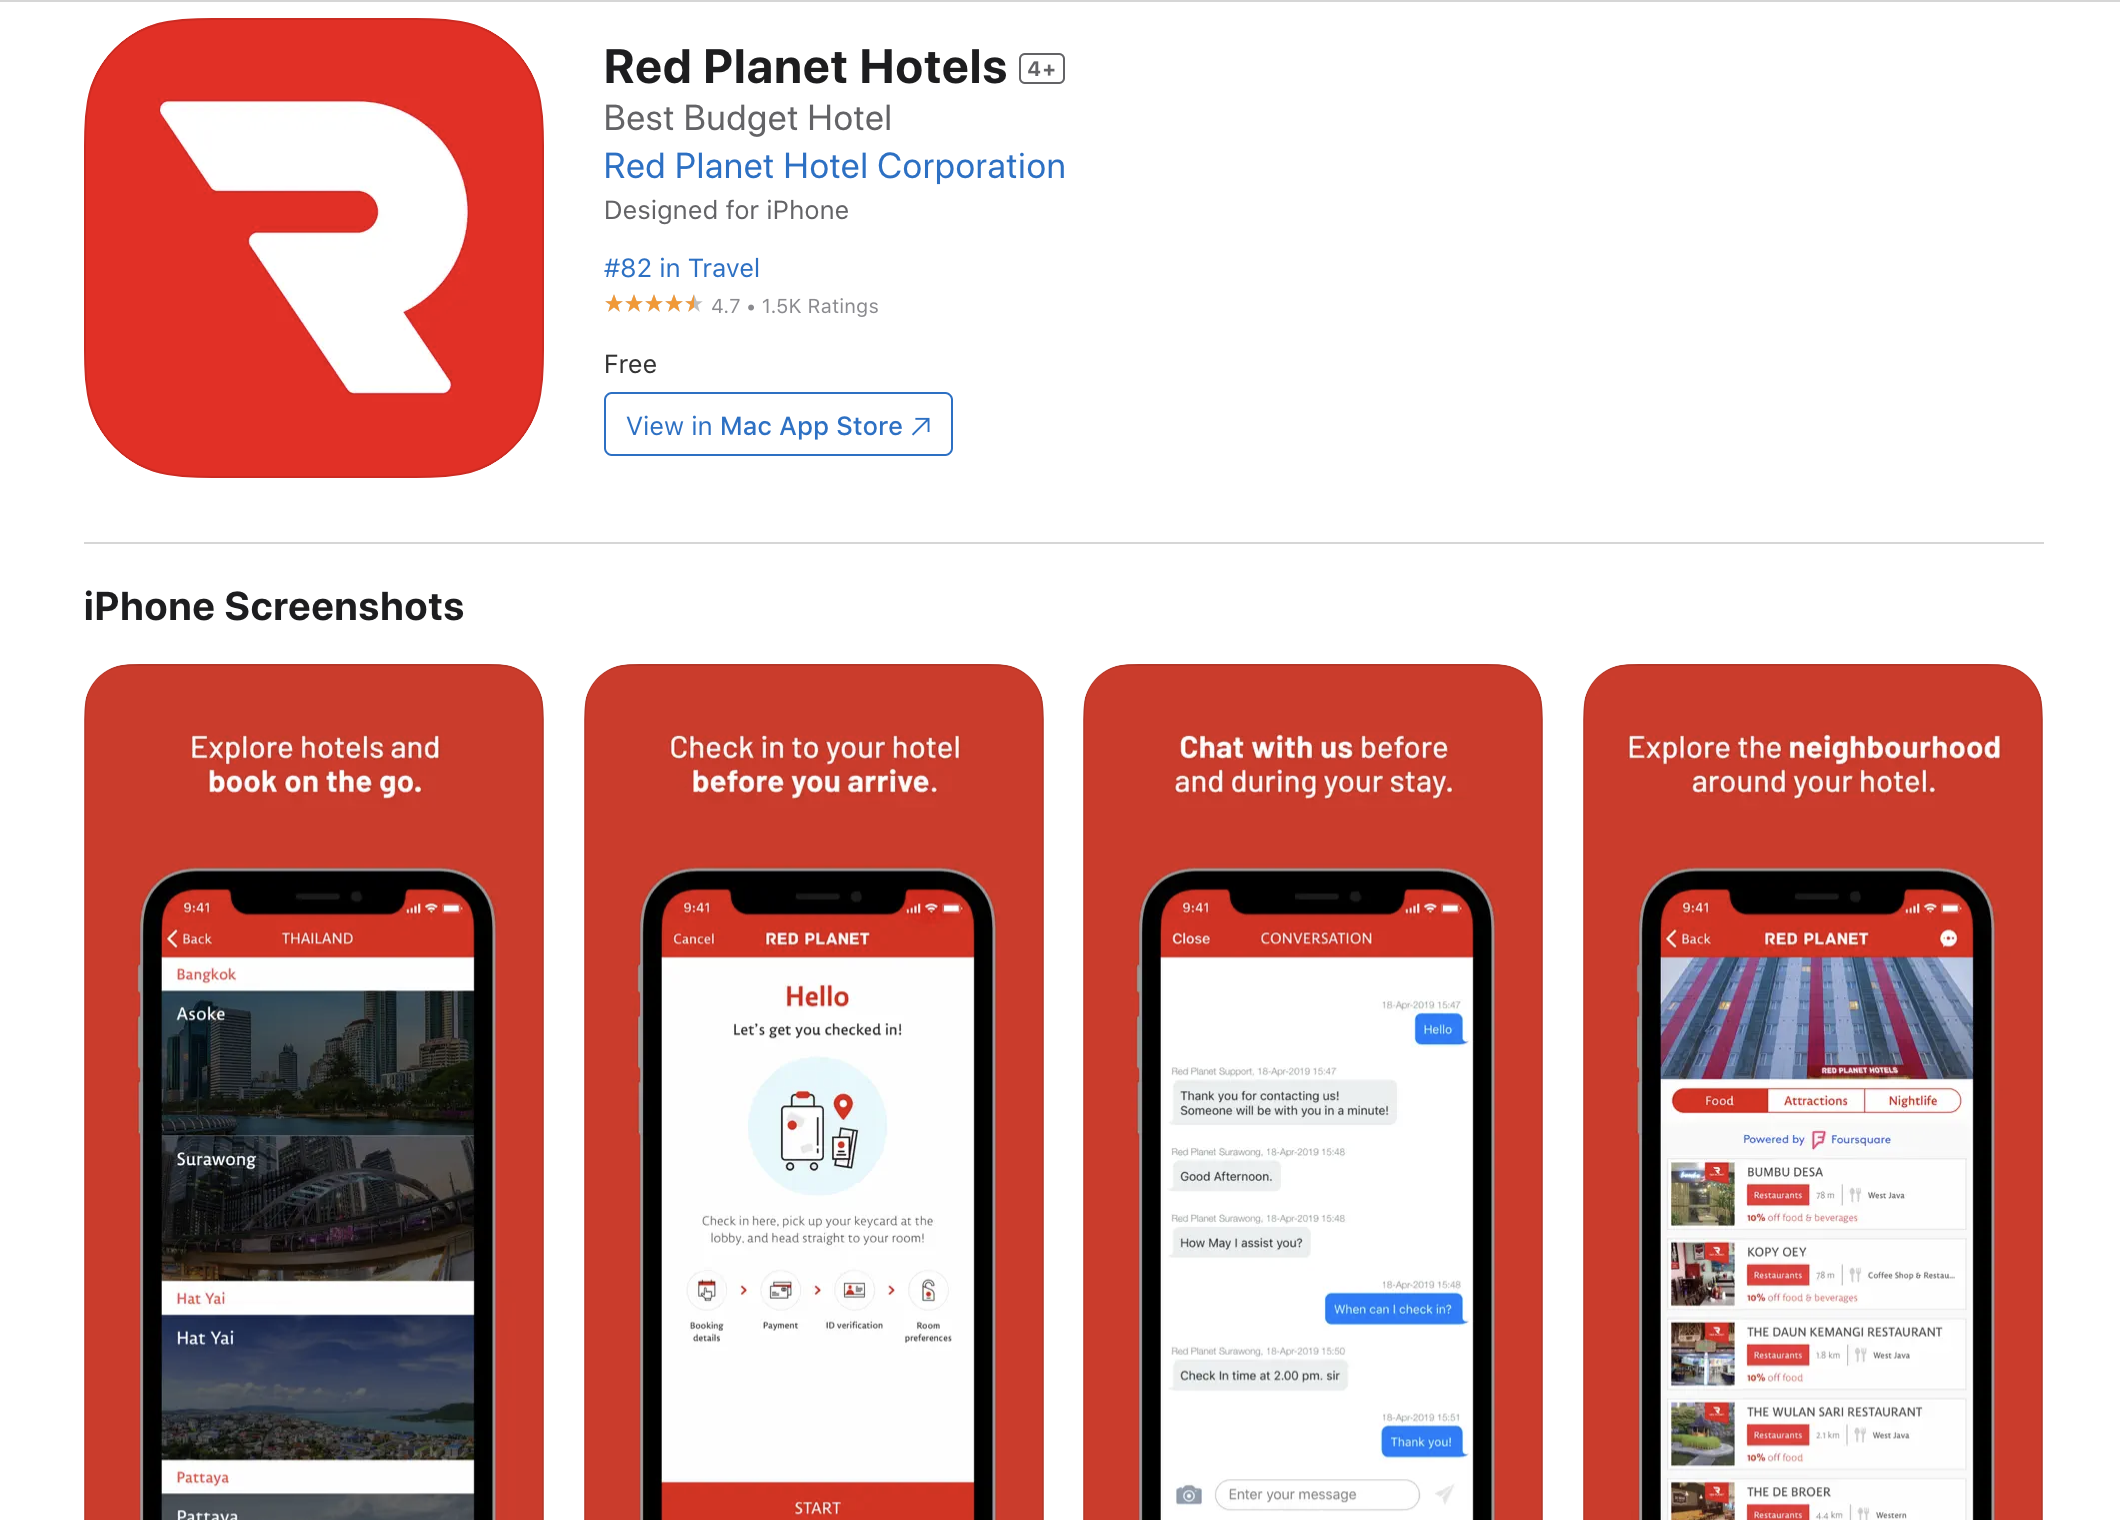 Red Planet Hotels 4+
Best Budget Hotel
Red Planet Hotel Corporation
Designed for iPhone
#82 in Travel
4.7 • 1.5K Ratings
Free
View in Mac App Store
iPhone Screenshots
Explore hotels and
book on the go.
9:41
Back THAILAND
Bangkok
Asoke
Surawong
Hat Yai
Hat Yai
Pattaya
Pattaya
Check in to your hotel
before you arrive.
9:41
Cancel RED PLANET
Hello
Let's get you checked in!
Check in here, pick up your keycard at the
lobby, and head straight to your room!
Booking details
Payment
ID verification
Room preferences
START
Chat with us before
and during your stay.
9:41
Close CONVERSATION
18-Apr-2019 15:47
Hello
Red Planet Support, 18-Apr-2019 15:47
Thank you for contacting us!
Someone will be with you in a minute!
Red Planet Surawong, 18-Apr-2019 15:48
Good Afternoon.
Red Planet Surawong, 18-Apr-2019 15:48
How May I assist you?
18-Apr-2019 15:48
When can I check in?
Red Planet Surawong, 18-Apr-2019 15:50
Check In time at 2.00 pm. sir
18-Apr-2019 15:51
Thank you!
Enter your message
Explore the neighbourhood
around your hotel.
9:41
Back RED PLANET
RED PLANET HOTELS
Food Attractions Nightlife
Powered by Foursquare
BUMBU DESA
Restaurants 78 m West Java
10% off food & beverages
KOPY OEY
Restaurants 78 m Coffee Shop & Restau...
10% off food & beverages
THE DAUN KEMANGI RESTAURANT
Restaurants 1.8 km West Java
10% off food
THE WULAN SARI RESTAURANT
Restaurants 2.1 km West Java
10% off food
THE DE BROER
Restaurants 4.4 km Western